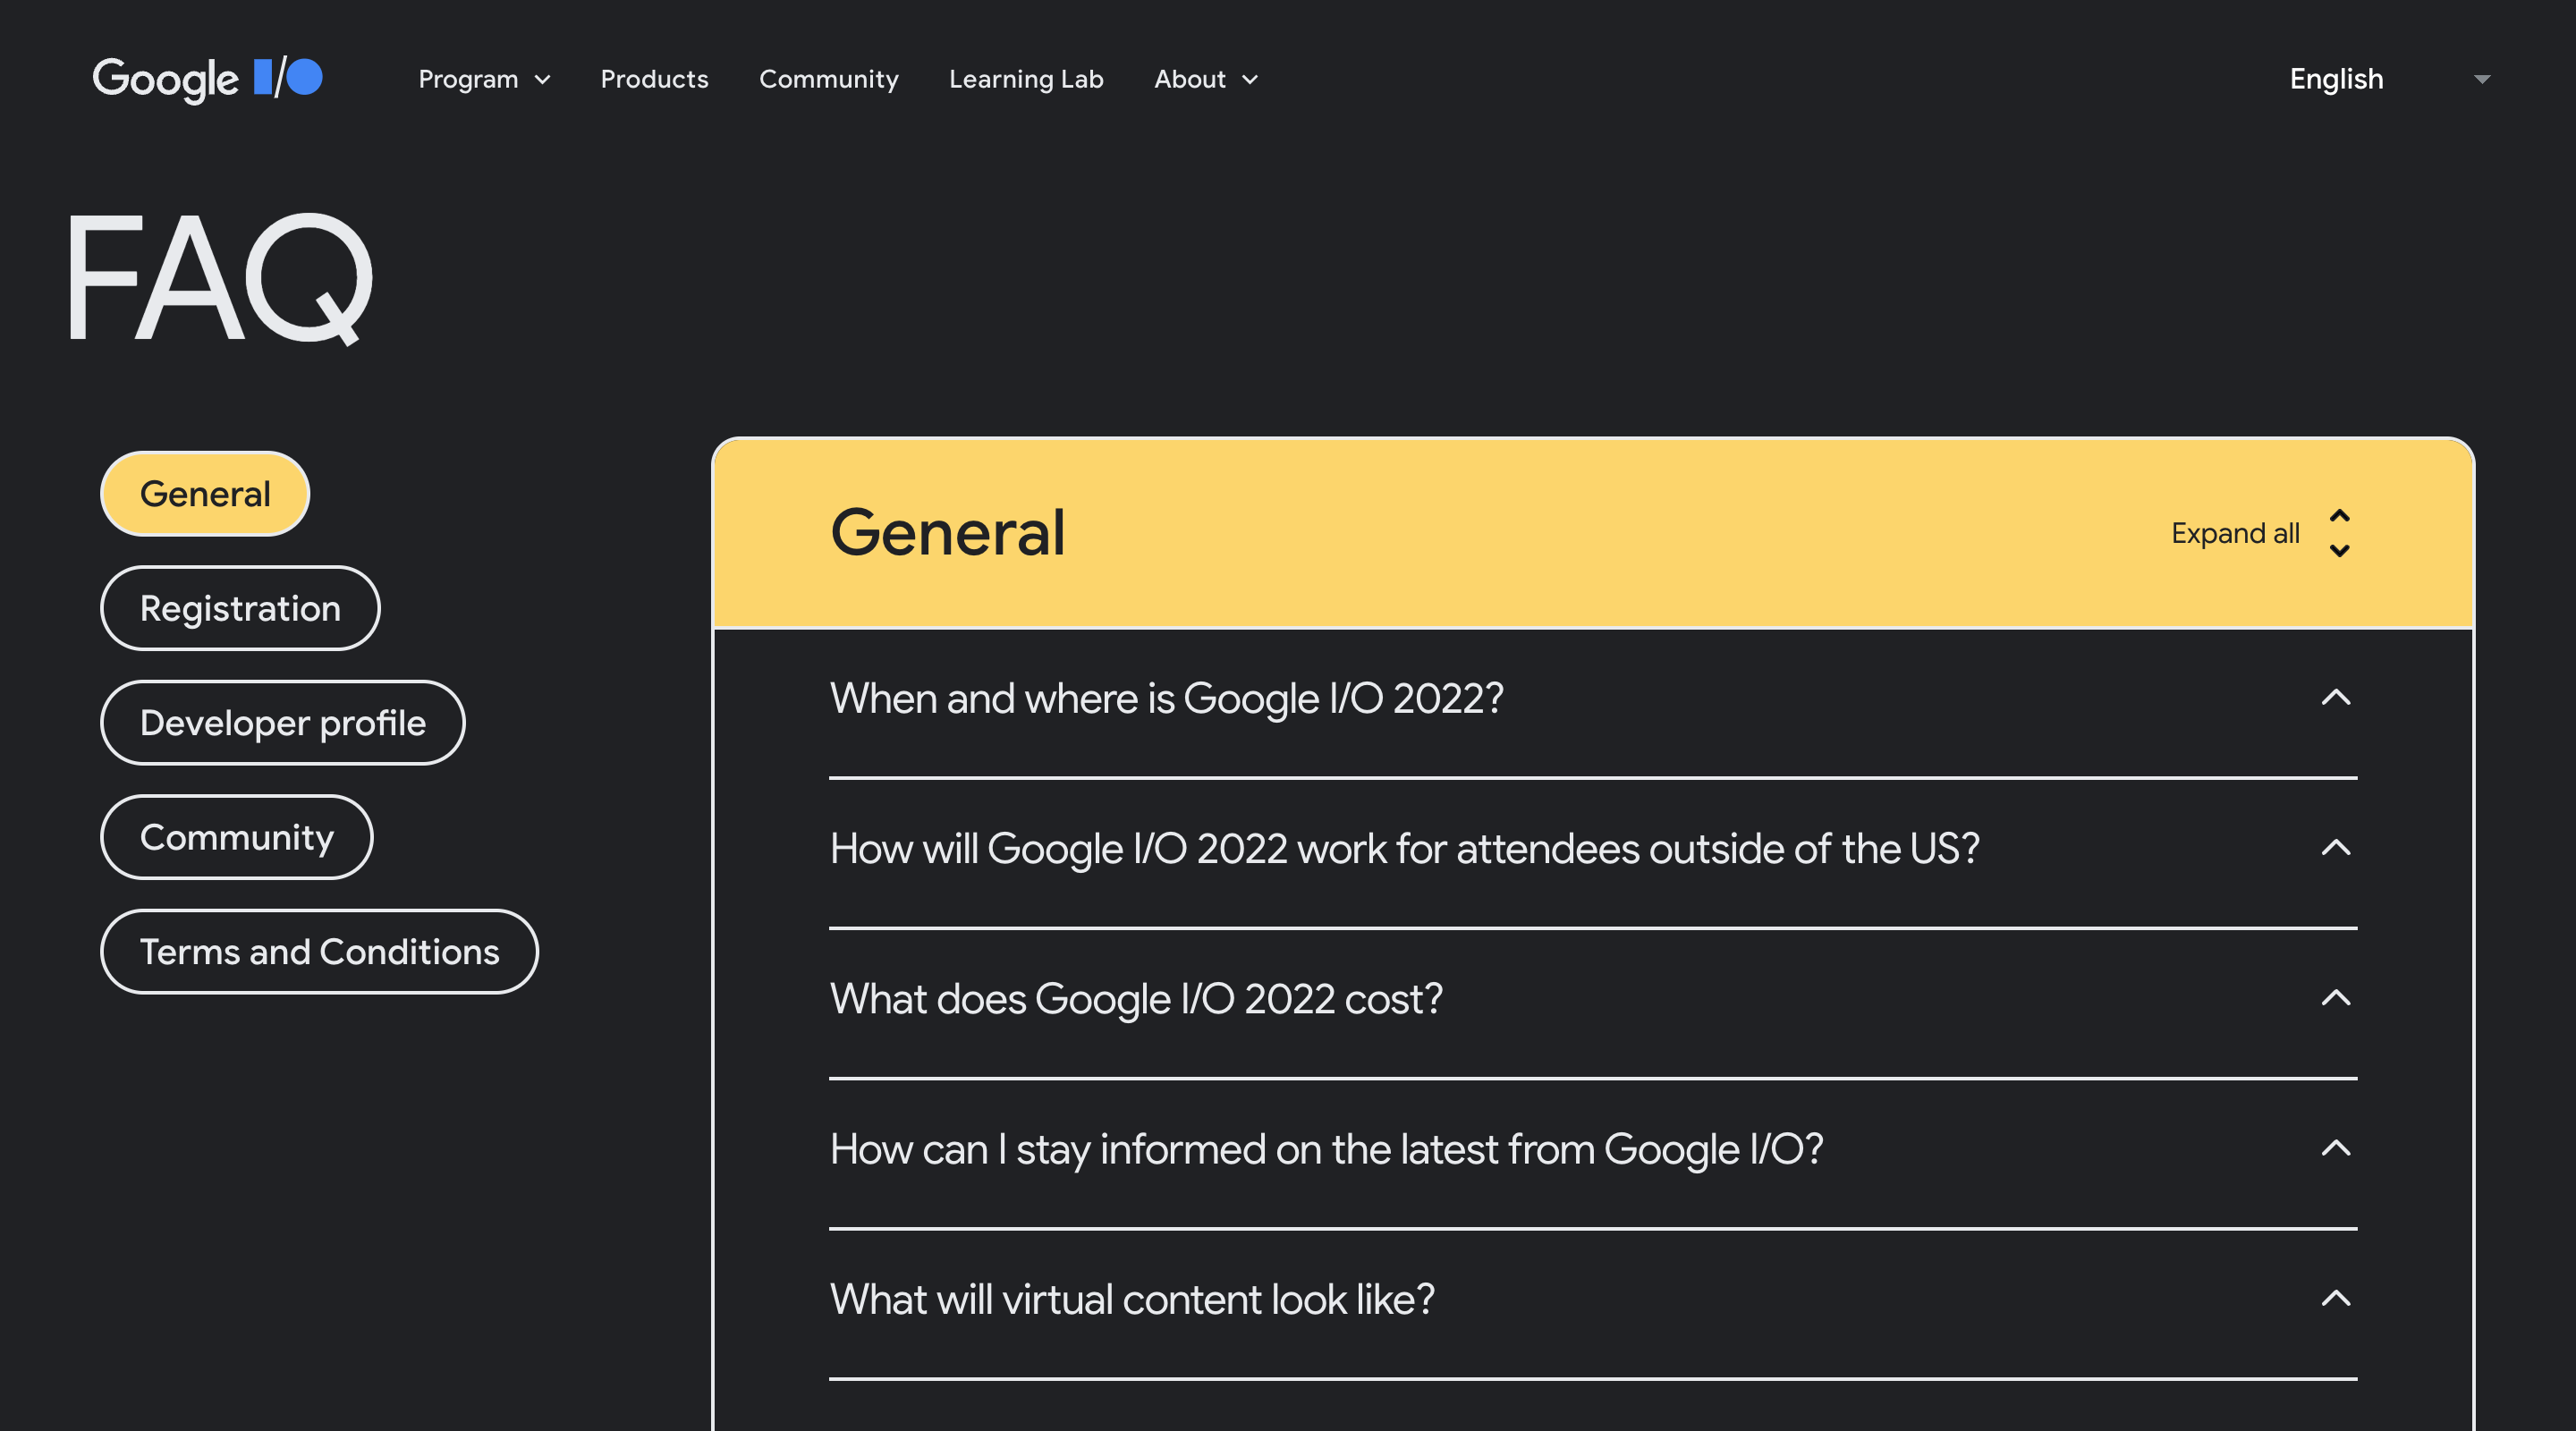 Google I/O
Program
Products
Community
Learning Lab
About
English
FAQ
General
Registration
Developer profile
Community
Terms and Conditions
General
Expand all
When and where is Google I/O 2022?
How will Google I/O 2022 work for attendees outside of the US?
What does Google I/O 2022 cost?
How can I stay informed on the latest from Google I/O?
What will virtual content look like?